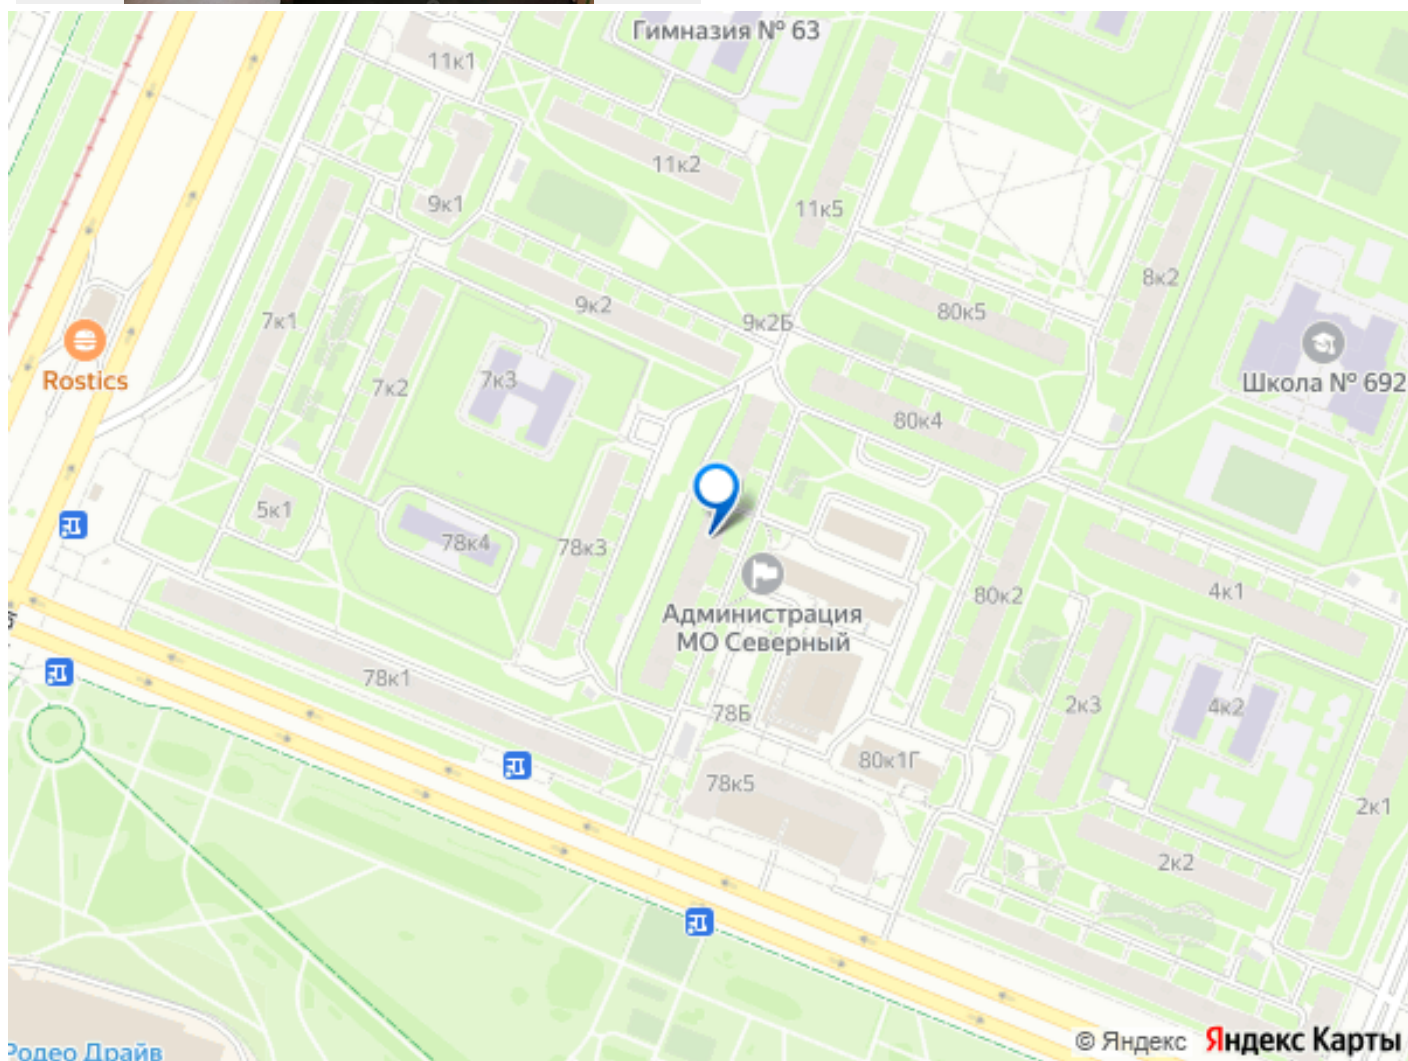 Гимназия № 63
11к1
11к2
9к1
11к5
8к2
9к2
80к5
7к1
9к2Б
Rostics
7к2
7к3
Школа № 692
80к4
5к1
78к4
78к3
Администрация
МО Северный
80к2
4к1
78к1
78Б
2к3
4к2
80к1Г
78к5
2к1
2к2
Родео Драйв
© Яндекс
Яндекс Карты